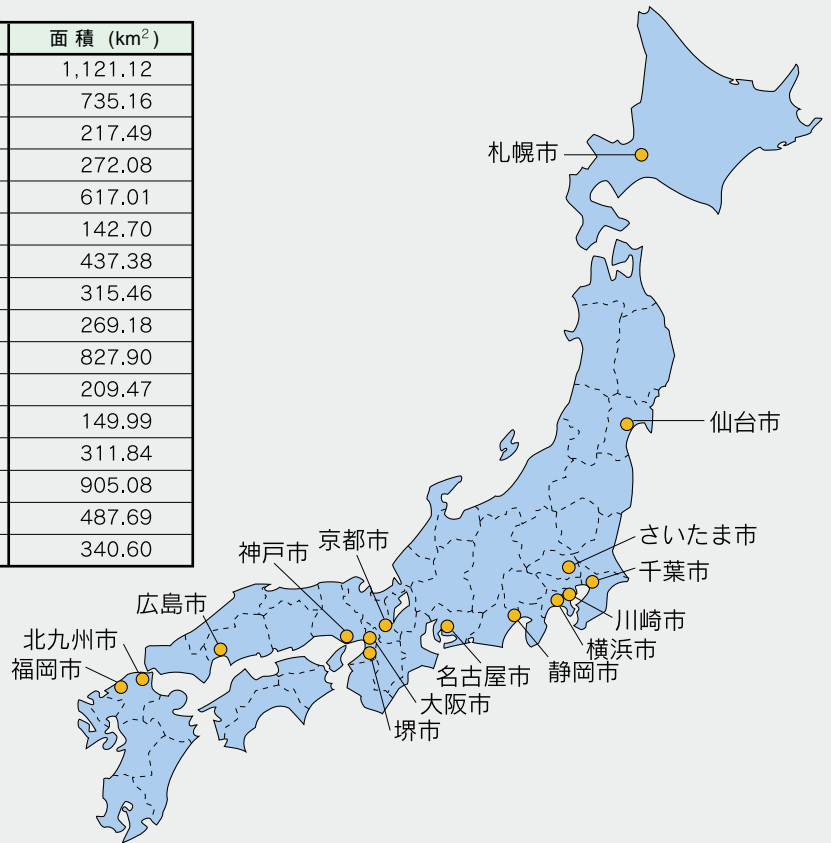 面積 (km²)
1,121.12
735.16
217.49
272.08
617.01
142.70
437.38
315.46
269.18
827.90
209.47
149.99
311.84
905.08
487.69
340.60
札幌市
仙台市
さいたま市
千葉市
川崎市
横浜市
静岡市
名古屋市
大阪市
堺市
京都市
神戸市
広島市
北九州市
福岡市